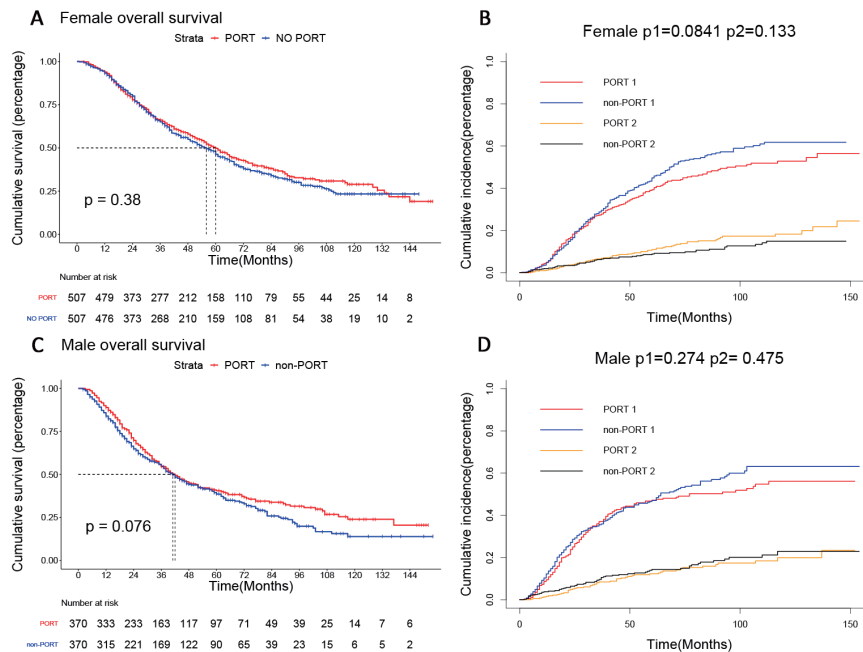 A Female overall survival
Strata PORT NO PORT
Cumulative survival (percentage)
1.00
0.75
0.50
0.25
0.00
p = 0.38
0 12 24 36 48 60 72 84 96 108 120 132 144
Time(Months)
Number at risk
PORT 507 479 373 277 212 158 110 79 55 44 25 14 8
NO PORT 507 476 373 268 210 159 108 81 54 38 19 10 2
B
Female p1=0.0841 p2=0.133
Cumulative incidence(percentage)
1.0
0.8
0.6
0.4
0.2
0.0
PORT 1
non-PORT 1
PORT 2
non-PORT 2
0 50 100 150
Time(Months)
C Male overall survival
Strata PORT non-PORT
Cumulative survival (percentage)
1.00
0.75
0.50
0.25
0.00
p = 0.076
0 12 24 36 48 60 72 84 96 108 120 132 144
Time(Months)
Number at risk
PORT 370 333 233 163 117 97 71 49 39 25 14 7 6
non-PORT 370 315 221 169 122 90 65 39 23 15 6 5 2
D
Male p1=0.274 p2= 0.475
Cumulative incidence(percentage)
1.0
0.8
0.6
0.4
0.2
0.0
PORT 1
non-PORT 1
PORT 2
non-PORT 2
0 50 100 150
Time(Months)